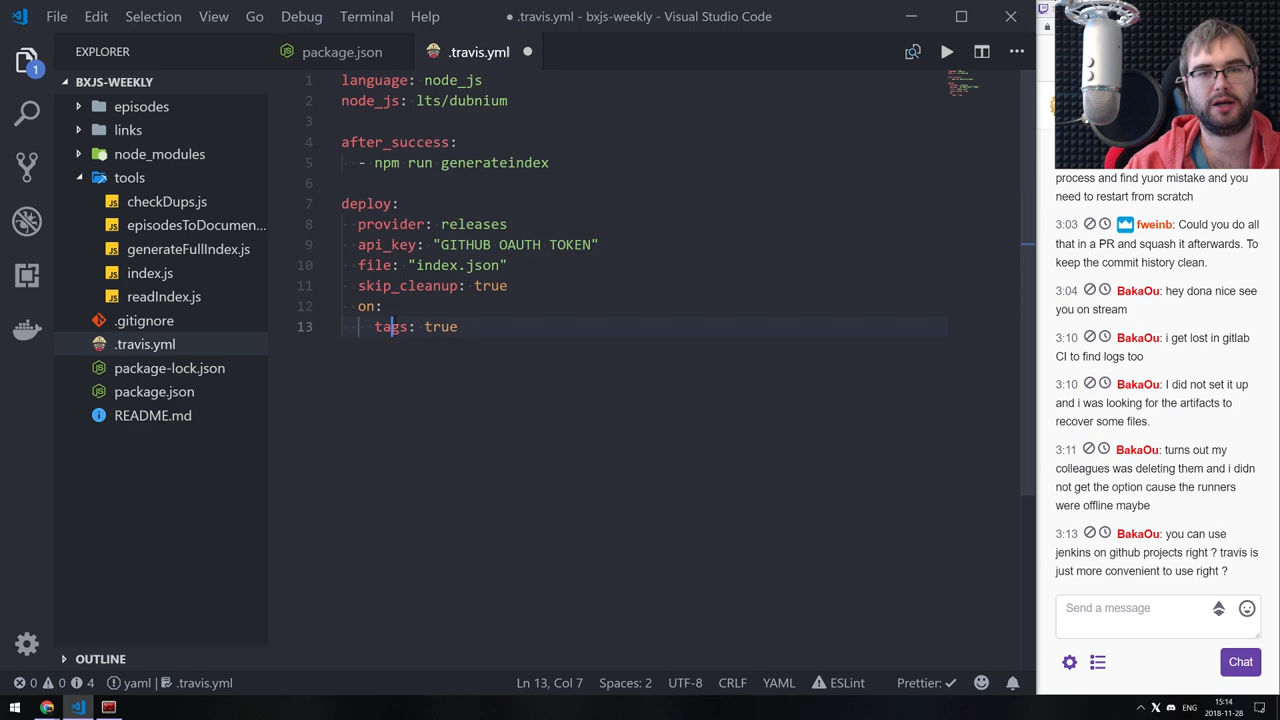 File Edit Selection View Go Debug Terminal Help
● .travis.yml - bxjs-weekly - Visual Studio Code
EXPLORER
BXJS-WEEKLY
episodes
links
node_modules
tools
checkDups.js
episodesToDocumen...
generateFullIndex.js
index.js
readIndex.js
.gitignore
.travis.yml
package-lock.json
package.json
README.md
OUTLINE
1
package.json
.travis.yml ●
1 language: node_js
2 node_js: lts/dubnium
3
4 after_success:
5 - npm run generateindex
6
7 deploy:
8 provider: releases
9 api_key: "GITHUB OAUTH TOKEN"
10 file: "index.json"
11 skip_cleanup: true
12 on:
13 tags: true
process and find yuor mistake and you
need to restart from scratch
3:03 fweinb: Could you do all
that in a PR and squash it afterwards. To
keep the commit history clean.
3:04 BakaOu: hey dona nice see
you on stream
3:10 BakaOu: i get lost in gitlab
CI to find logs too
3:10 BakaOu: I did not set it up
and i was looking for the artifacts to
recover some files.
3:11 BakaOu: turns out my
colleagues was deleting them and i didn
not get the option cause the runners
were offline maybe
3:13 BakaOu: you can use
jenkins on github projects right ? travis is
just more convenient to use right ?
Send a message
Chat
0 0 4 yaml .travis.yml Ln 13, Col 7 Spaces: 2 UTF-8 CRLF YAML ESLint Prettier: ✓
ENG
15:14
2018-11-28